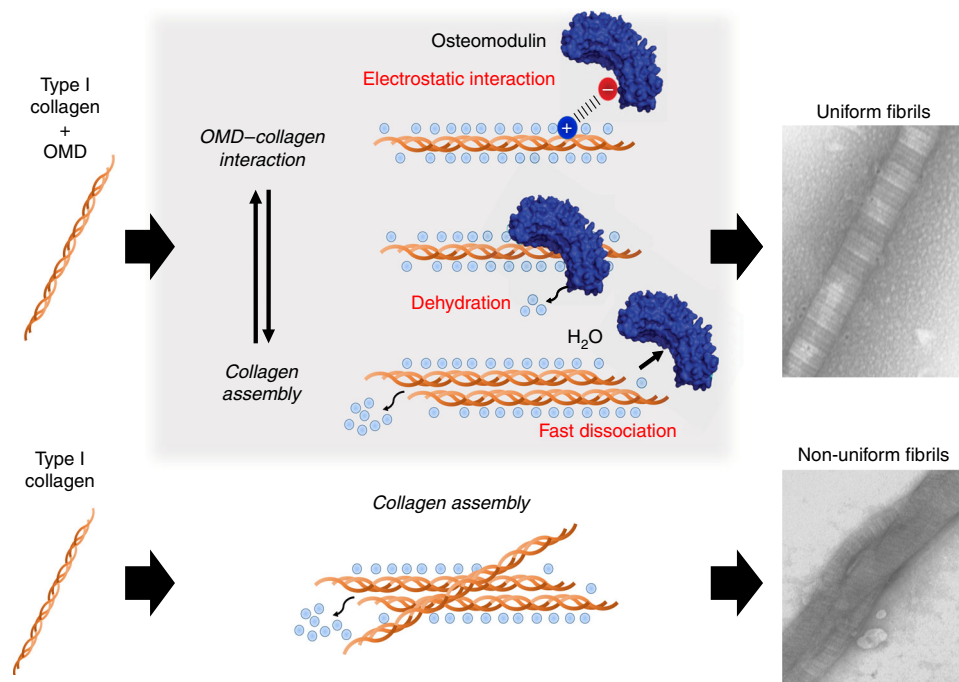 Type I
collagen
+
OMD
OMD–collagen
interaction
Collagen
assembly
Osteomodulin
Electrostatic interaction
−
+
Dehydration
H₂O
Fast dissociation
Uniform fibrils
Type I
collagen
Collagen assembly
Non-uniform fibrils